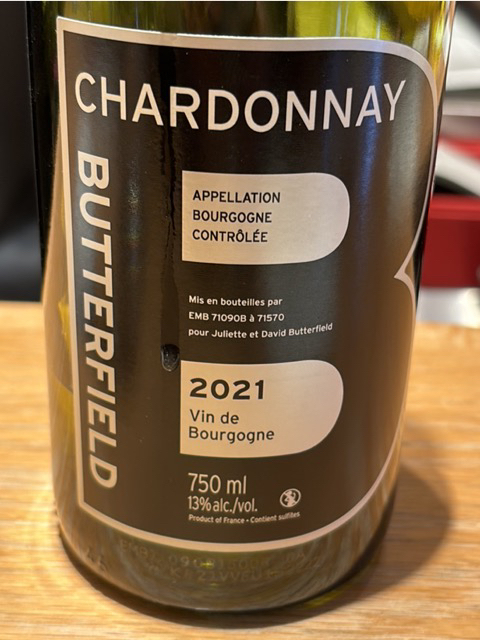 CHARDONNAY
BUTTERFIELD
APPELLATION
BOURGOGNE
CONTRÔLÉE
Mis en bouteilles par
EMB 71090B à 71570
pour Juliette et David Butterfield
2021
Vin de
Bourgogne
750 ml
13% alc./vol.
Product of France • Contient sulfites